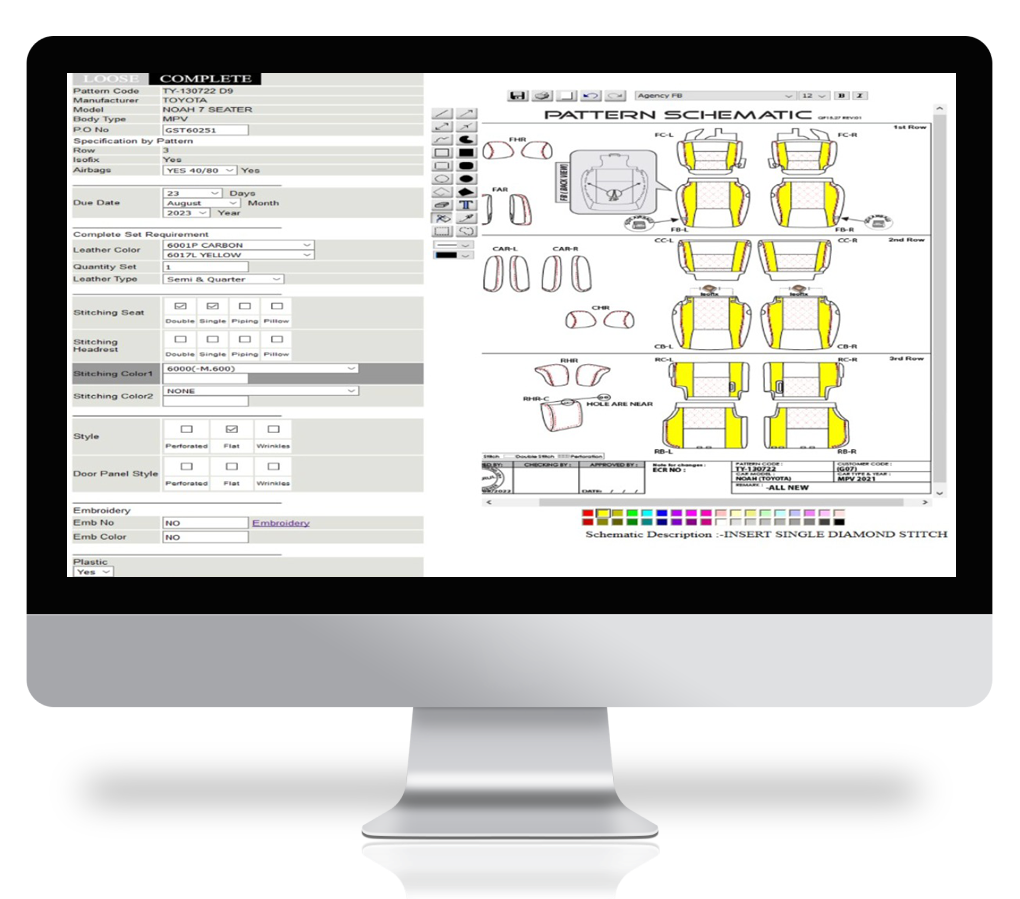 LOOSE COMPLETE
Pattern Code TY-130722 D9
Manufacturer TOYOTA
Model NOAH 7 SEATER
Body Type MPV
P.O No GST60251
Specification by Pattern
Row 3
Isofix Yes
Airbags YES 40/80 Yes
Due Date 23 Days
August Month
2023 Year
Complete Set Requirement
Leather Color 6001P CARBON
6017L YELLOW
Quantity Set 1
Leather Type Semi & Quarter
Stitching Seat
Double Single Piping Pillow
Stitching Headrest
Double Single Piping Pillow
Stitching Color1 6000(-M.600)
Stitching Color2 NONE
Style
Perforated Flat Wrinkles
Door Panel Style
Perforated Flat Wrinkles
Embroidery
Emb No NO Embroidery
Emb Color NO
Plastic
Yes
Agency FB 12 B I
PATTERN SCHEMATIC
1st Row
FHR FC-L FC-R
FB (BACK VIEW)
FAR
FB-L FB-R
2nd Row
CAR-L CAR-R CC-L CC-R
Isofix Isofix
CHR
CB-L CB-R
3rd Row
RHR RC-L RC-R
RHR-C
HOLE ARE NEAR
RB-L RB-R
Stitch Double Stitch Perforation
ED BY: CHECKING BY: APPROVED BY:
DATE: / /
Note for changes:
ECR NO:
PATTERN CODE: TY-130722
CUSTOMER CODE: (G07)
CAR MODEL: NOAH (TOYOTA)
CAR TYPE & YEAR: MPV 2021
REMARK: -ALL NEW
Schematic Description :-INSERT SINGLE DIAMOND STITCH